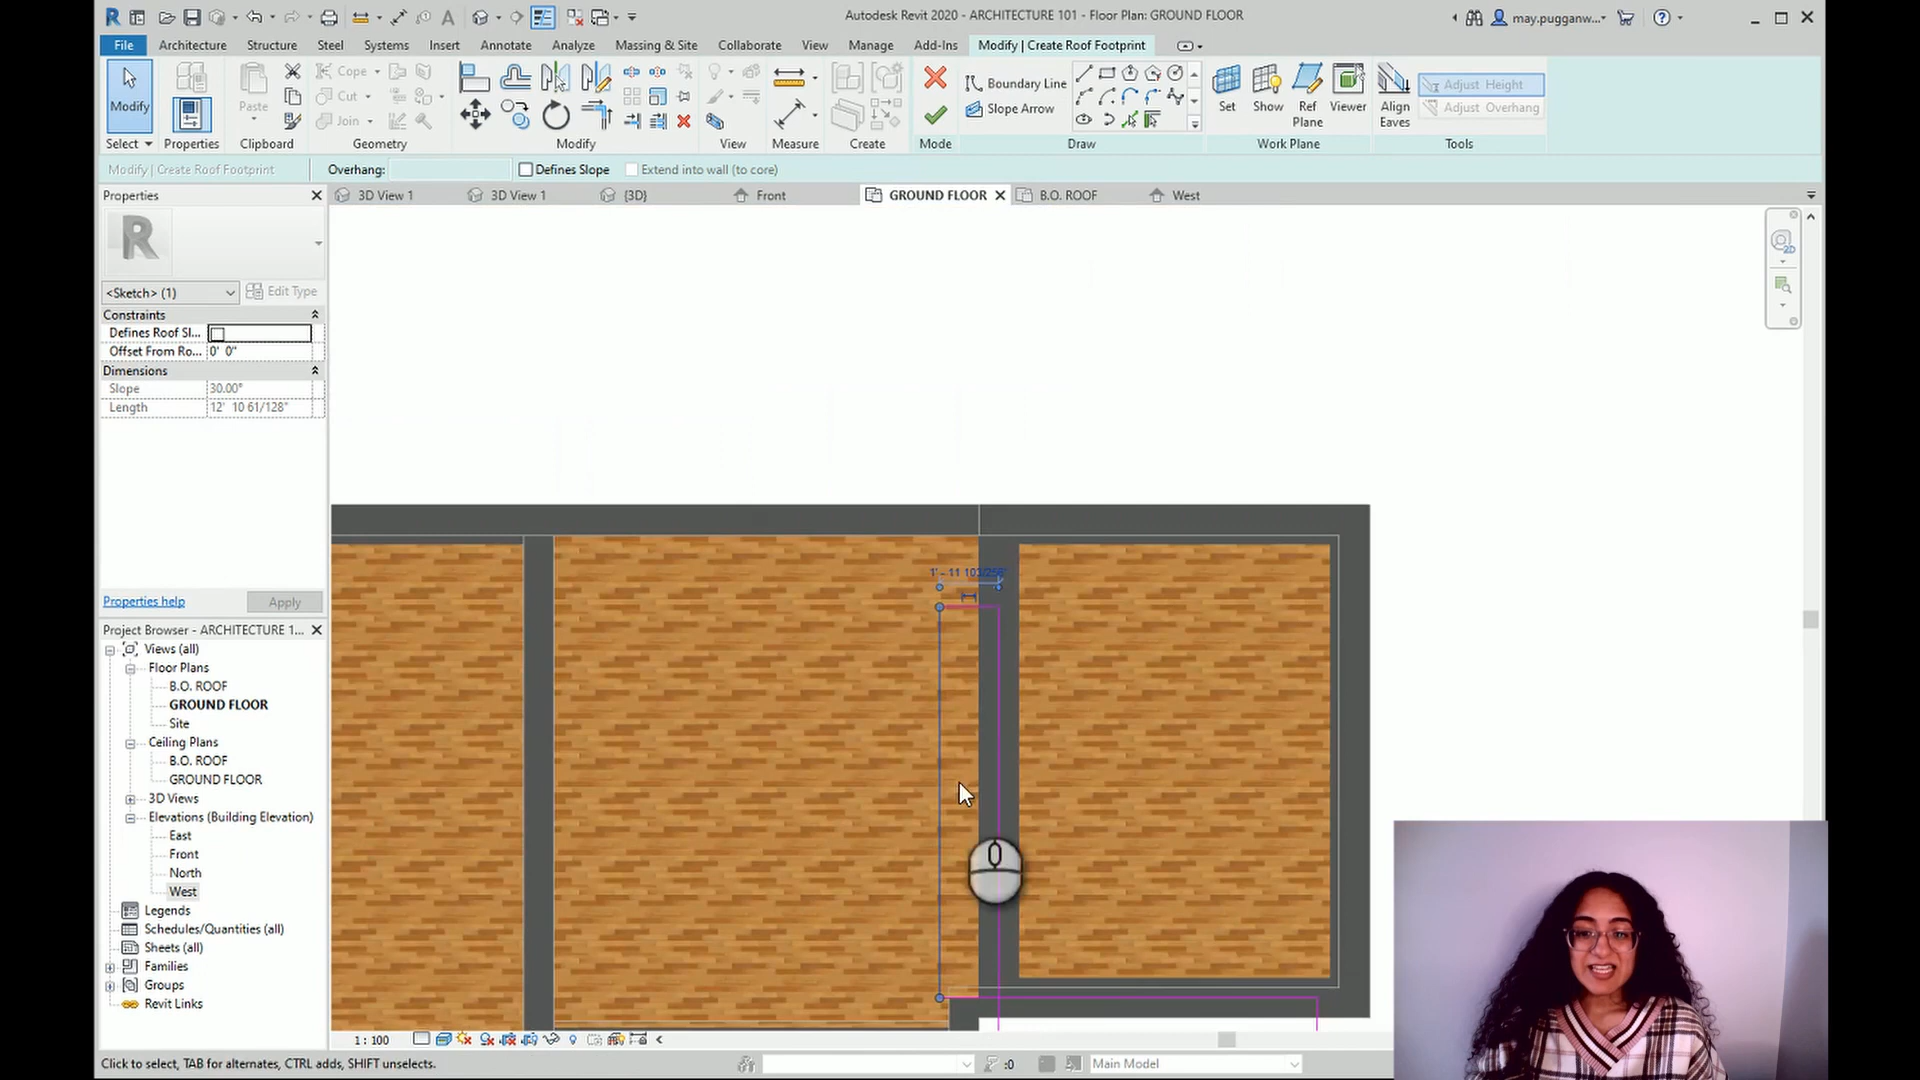 Autodesk Revit 2020 - ARCHITECTURE 101 - Floor Plan: GROUND FLOOR
may.pugganw...
File Architecture Structure Steel Systems Insert Annotate Analyze Massing & Site Collaborate View Manage Add-Ins Modify | Create Roof Footprint
Modify
Paste
Cope
Cut
Join
Boundary Line
Slope Arrow
Set
Show
Ref Plane
Viewer
Align Eaves
Adjust Height
Adjust Overhang
Select Properties Clipboard Geometry Modify View Measure Create Mode Draw Work Plane Tools
Modify | Create Roof Footprint Overhang: Defines Slope Extend into wall (to core)
Properties
3D View 1 3D View 1 {3D} Front GROUND FLOOR B.O. ROOF West
R
2D
<Sketch> (1) Edit Type
Constraints
Defines Roof Sl...
Offset From Ro... 0' 0"
Dimensions
Slope 30.00°
Length 12' 10 61/128"
Properties help Apply
Project Browser - ARCHITECTURE 1...
Views (all)
Floor Plans
B.O. ROOF
GROUND FLOOR
Site
Ceiling Plans
B.O. ROOF
GROUND FLOOR
3D Views
Elevations (Building Elevation)
East
Front
North
West
Legends
Schedules/Quantities (all)
Sheets (all)
Families
Groups
Revit Links
1' - 11 103/256"
1 : 100
Click to select, TAB for alternates, CTRL adds, SHIFT unselects.
:0
Main Model